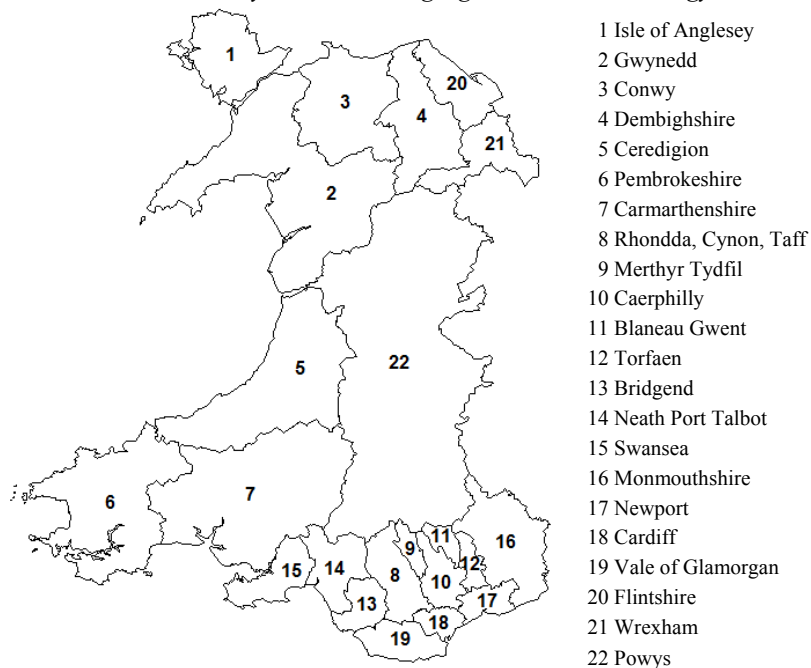 1
20
3
4
21
2
22
5
7
6
11
16
9
12
14
15
8
10
13
17
18
19
1 Isle of Anglesey
2 Gwynedd
3 Conwy
4 Dembighshire
5 Ceredigion
6 Pembrokeshire
7 Carmarthenshire
8 Rhondda, Cynon, Taff
9 Merthyr Tydfil
10 Caerphilly
11 Blaneau Gwent
12 Torfaen
13 Bridgend
14 Neath Port Talbot
15 Swansea
16 Monmouthshire
17 Newport
18 Cardiff
19 Vale of Glamorgan
20 Flintshire
21 Wrexham
22 Powys